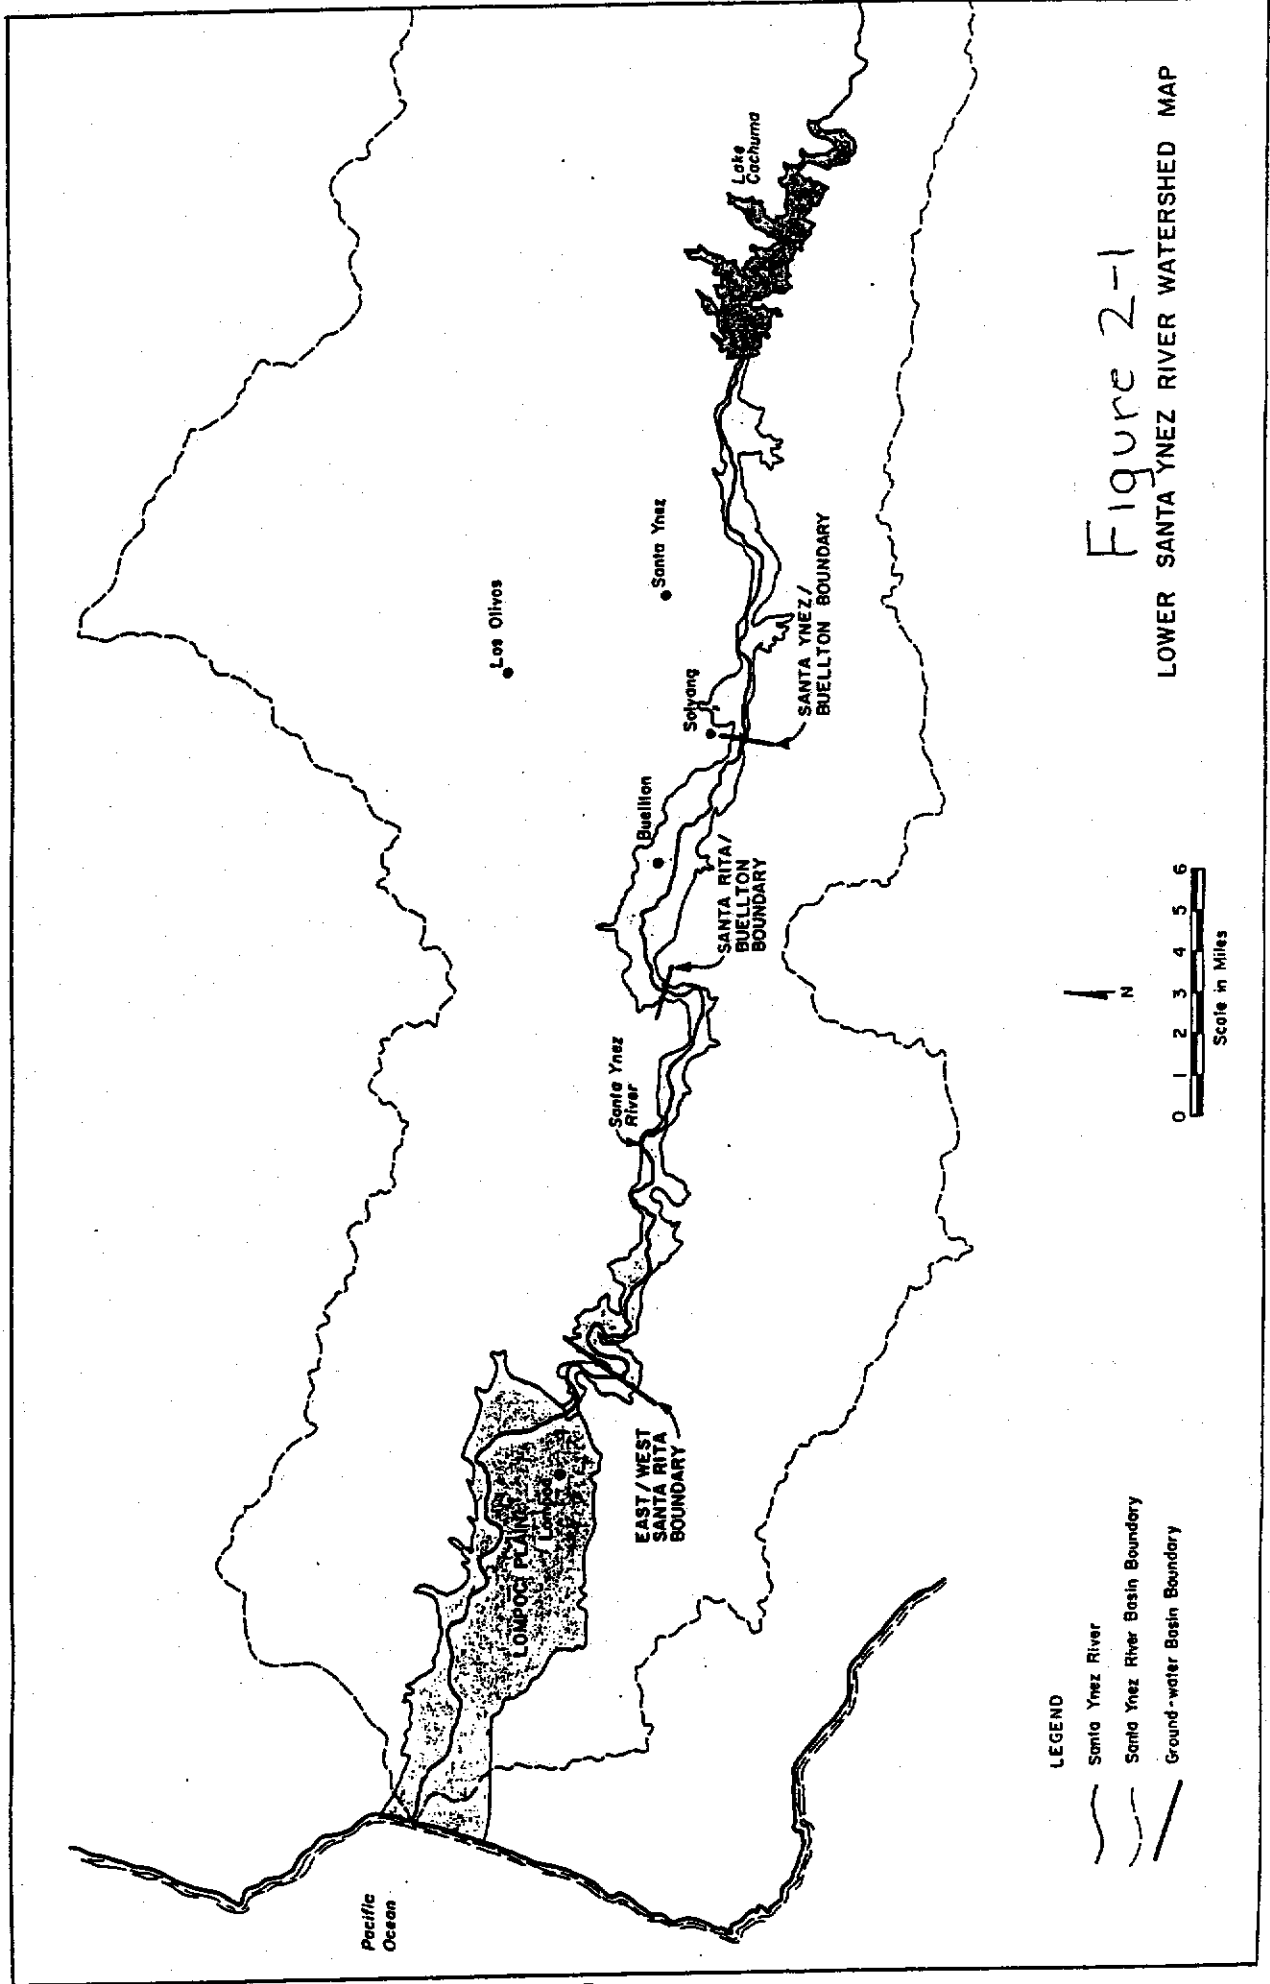 Pacific
Ocean
LOMPOC PLAIN
Lompoc
EAST/WEST
SANTA RITA
BOUNDARY
Santa Ynez
River
SANTA RITA/
BUELLTON
BOUNDARY
Buellton
Solvang
SANTA YNEZ/
BUELLTON BOUNDARY
Los Olivos
Santa Ynez
Lake
Cachuma
LEGEND
Santa Ynez River
Santa Ynez River Basin Boundary
Ground-water Basin Boundary
N
0 1 2 3 4 5 6
Scale in Miles
Figure 2-1
LOWER SANTA YNEZ RIVER WATERSHED MAP